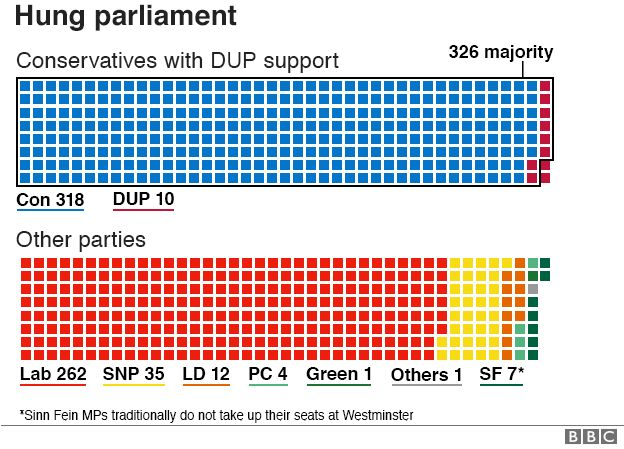 Hung parliament
Conservatives with DUP support
326 majority
Con 318 DUP 10
Other parties
Lab 262 SNP 35 LD 12 PC 4 Green 1 Others 1 SF 7*
*Sinn Fein MPs traditionally do not take up their seats at Westminster
BBC